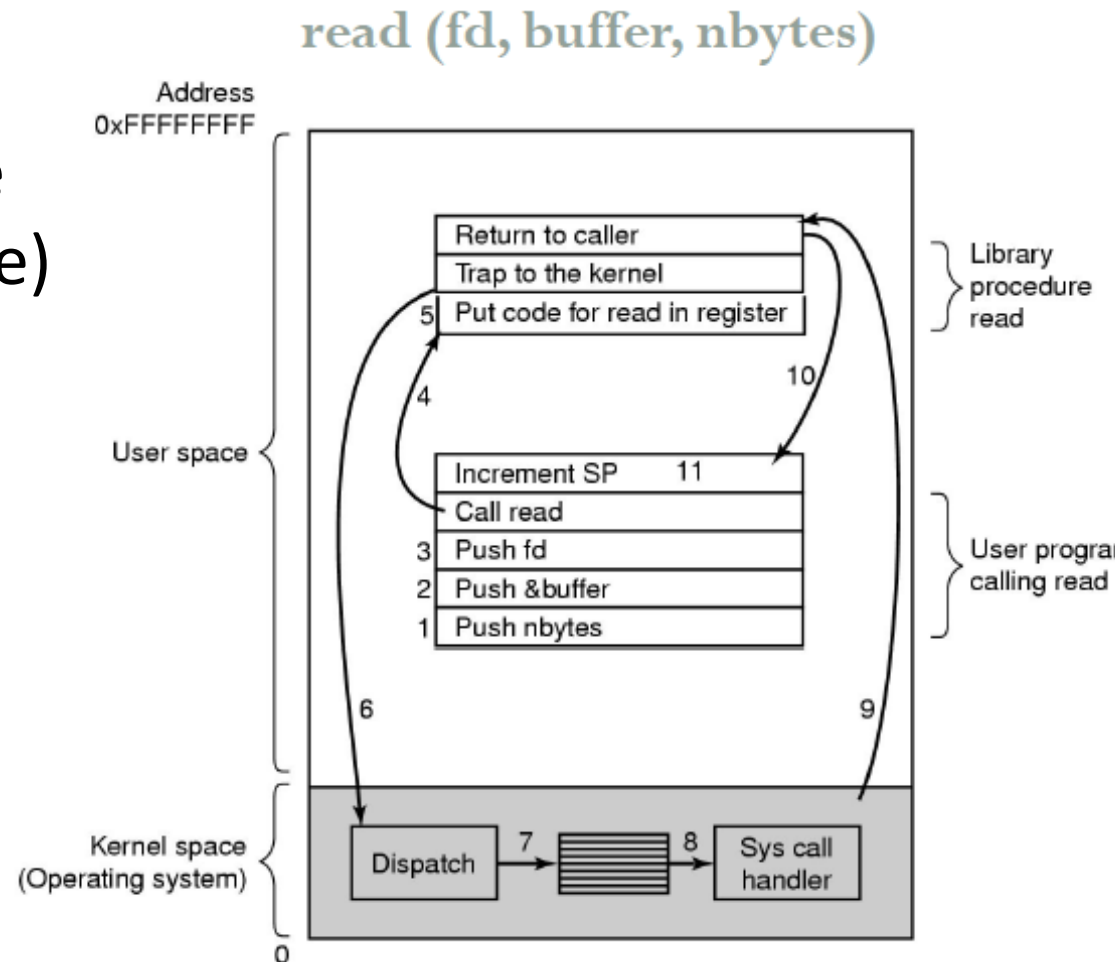 read (fd, buffer, nbytes)
Address
0xFFFFFFFF
e
e)
Return to caller
Trap to the kernel
5 Put code for read in register
Library
procedure
read
4
10
User space
Increment SP 11
Call read
3 Push fd
2 Push &buffer
1 Push nbytes
User progra
calling read
6
9
Kernel space
(Operating system)
Dispatch
7
8
Sys call
handler
0